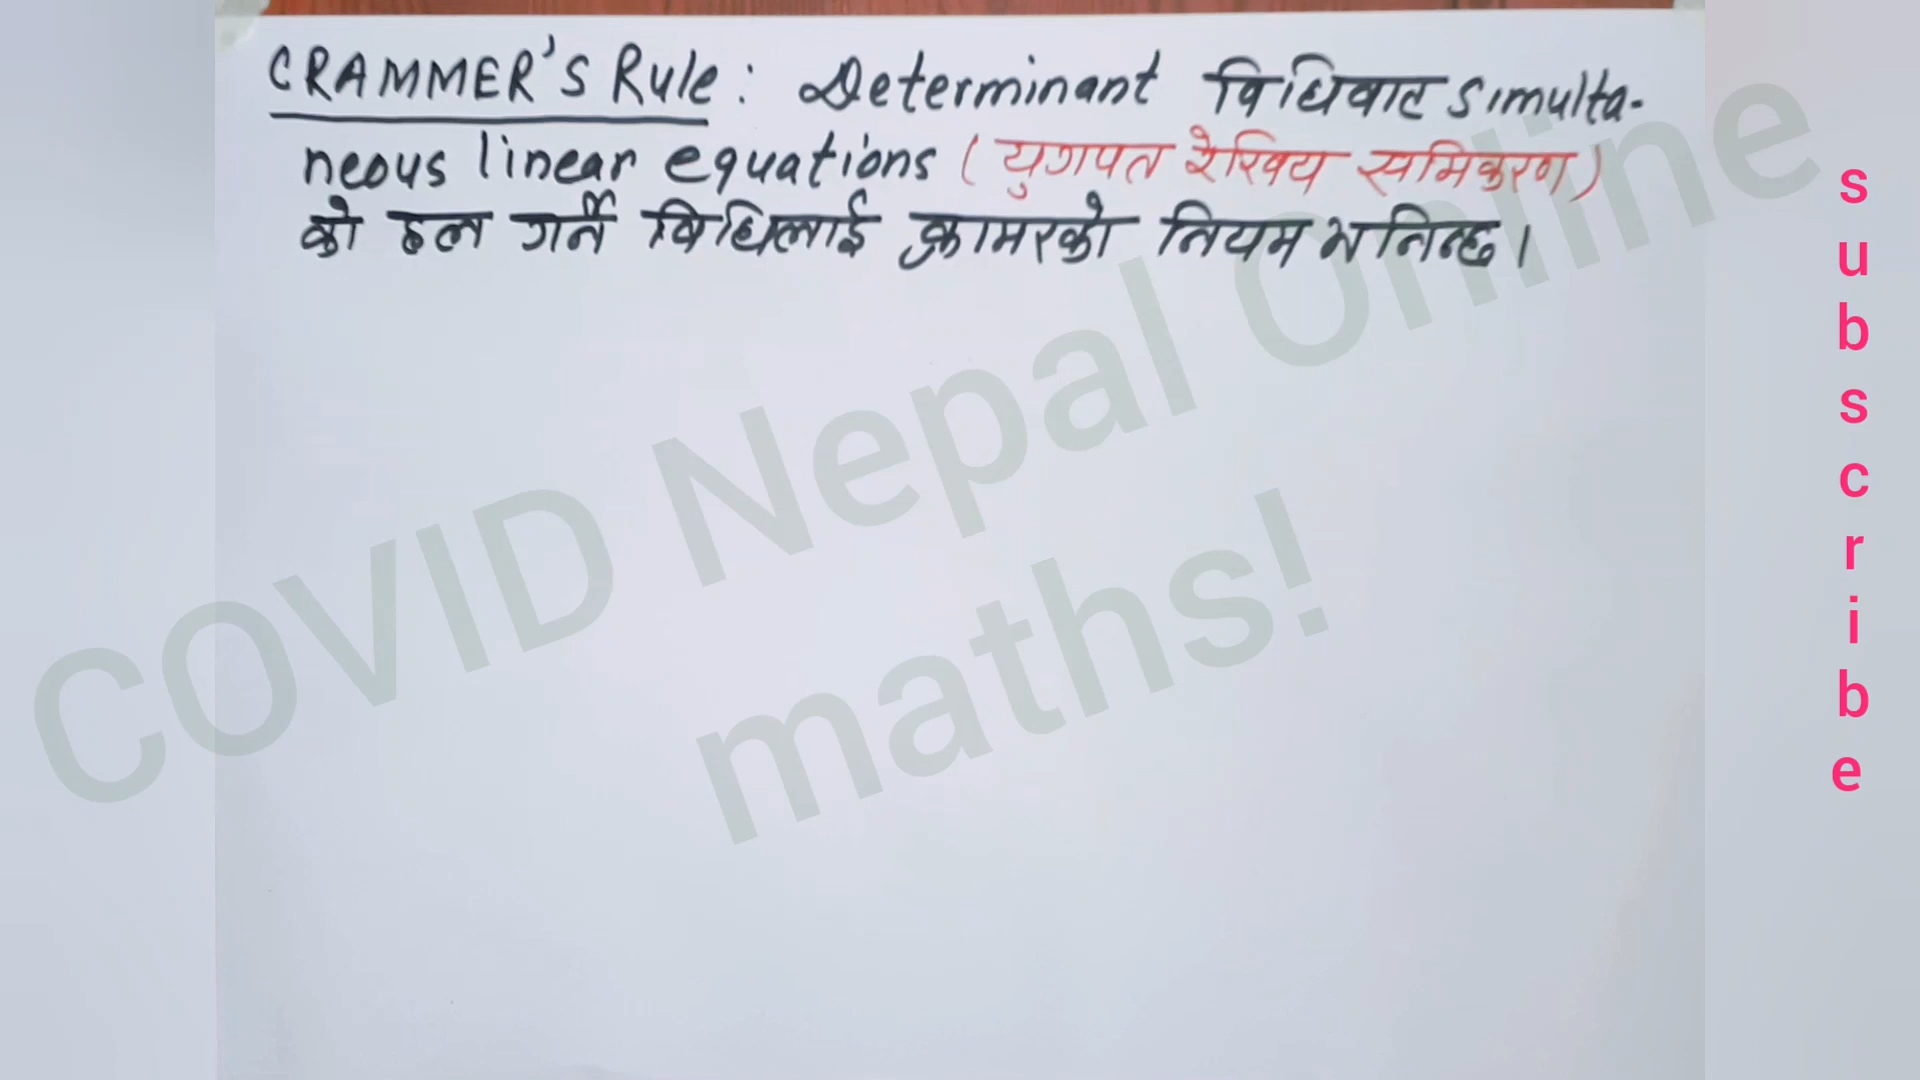 CRAMMER'S Rule: Determinant विधिबाट simulta-
neous linear equations (युगपत रेखिय समिकरण)
को हल गर्ने विधिलाई क्रामरको नियम भनिन्छ।
COVID Nepal Online
maths!
subscribe